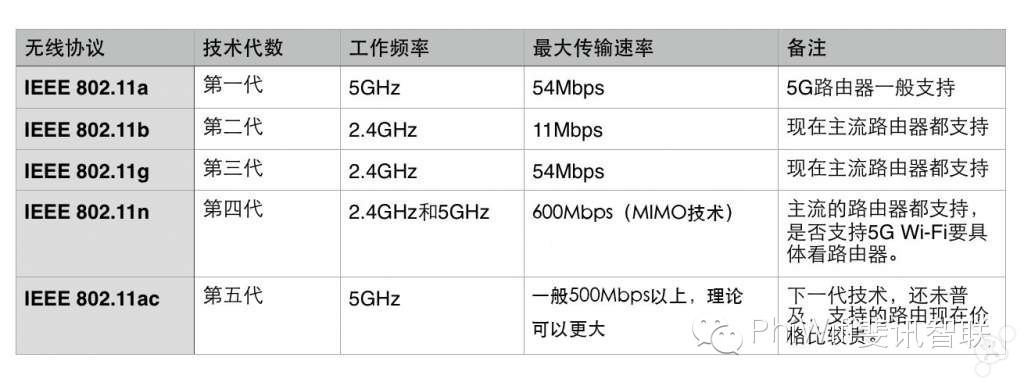 无线协议 技术代数 工作频率 最大传输速率 备注
IEEE 802.11a 第一代 5GHz 54Mbps 5G路由器一般支持
IEEE 802.11b 第二代 2.4GHz 11Mbps 现在主流路由器都支持
IEEE 802.11g 第三代 2.4GHz 54Mbps 现在主流路由器都支持
IEEE 802.11n 第四代 2.4GHz和5GHz 600Mbps（MIMO技术） 主流的路由器都支持，
是否支持5G Wi-Fi要具
体看路由器。
IEEE 802.11ac 第五代 5GHz 一般500Mbps以上，理论 下一代技术，还未普
可以更大 及，支持的路由现在价
格比较贵。
PhiWifi斐讯智联